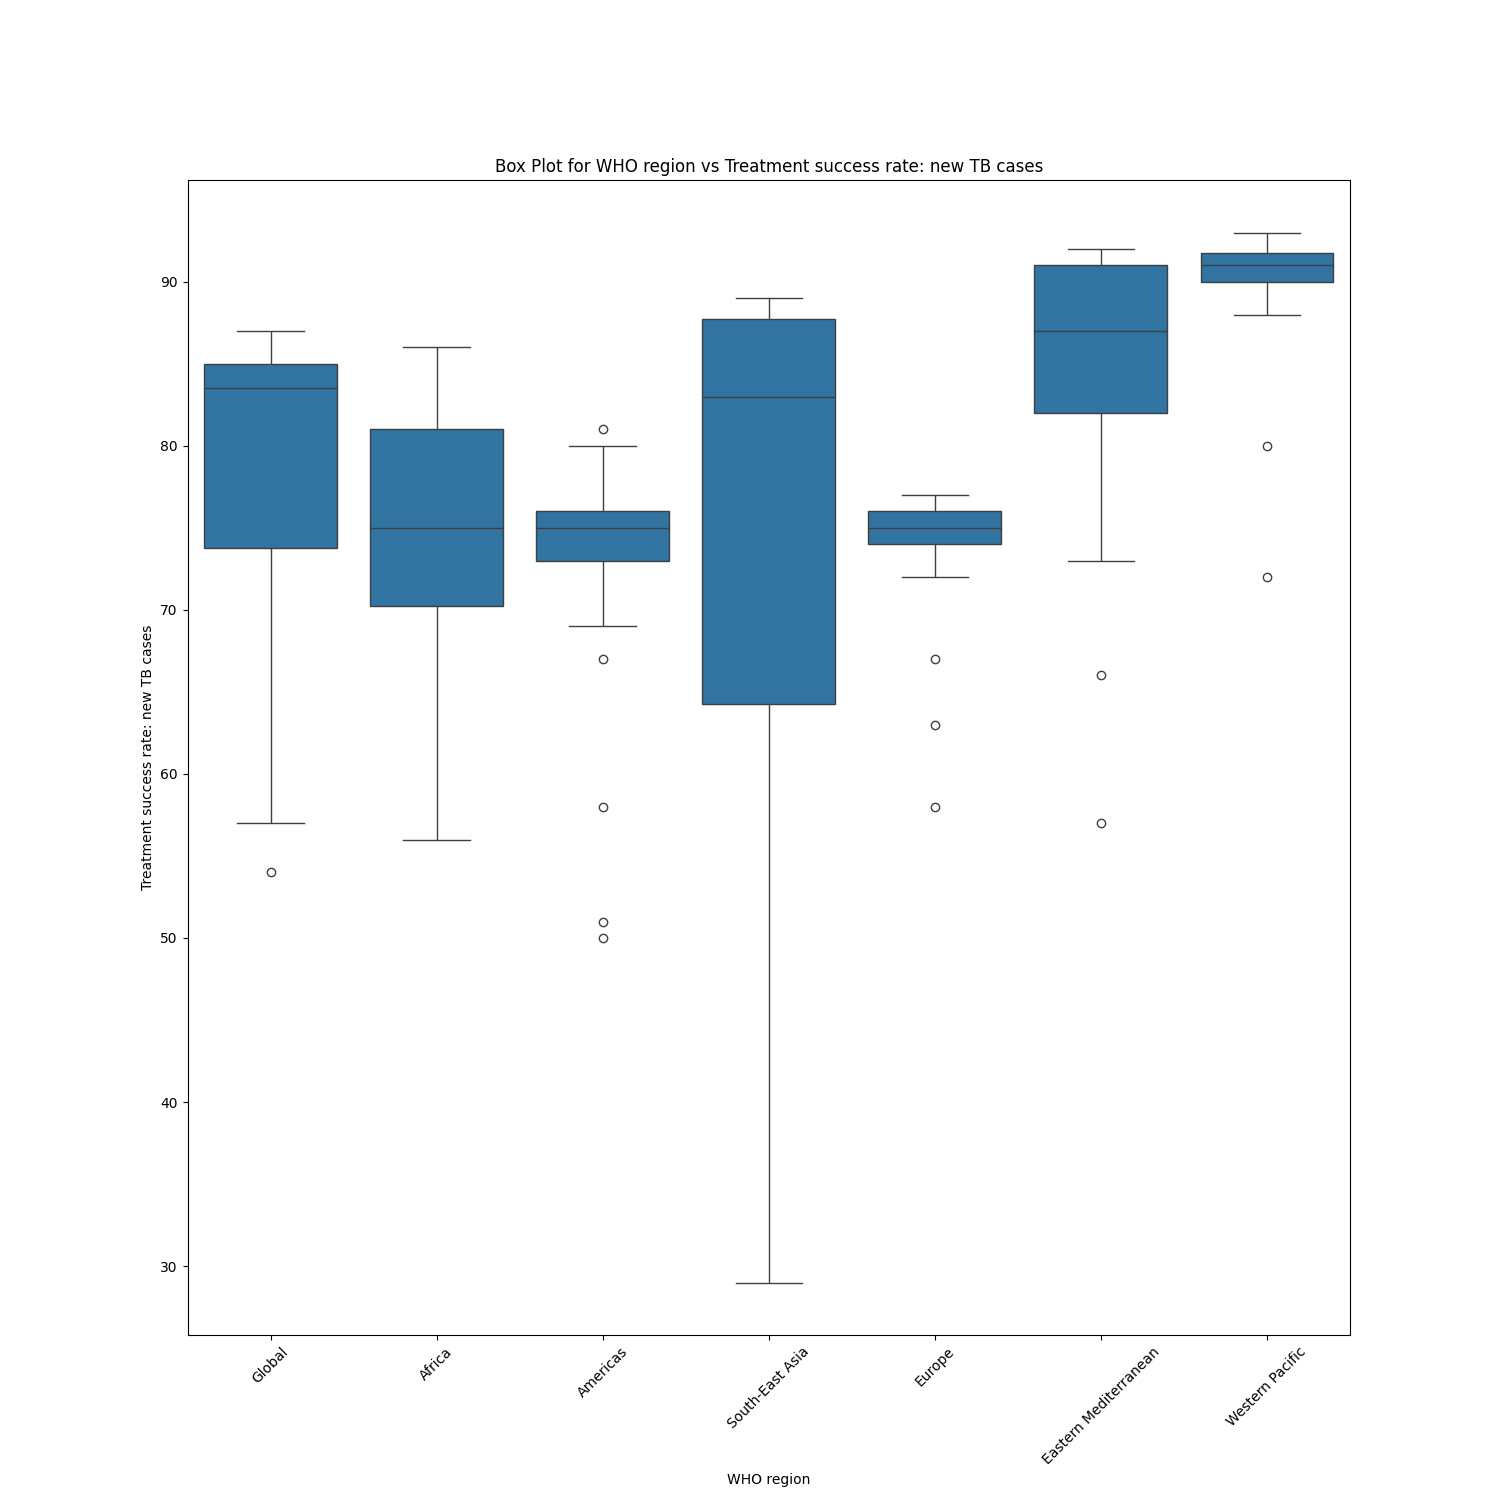 Box Plot for WHO region vs Treatment success rate: new TB cases
Treatment success rate: new TB cases
90
80
70
60
50
40
30
Global
Africa
Americas
South-East Asia
Europe
Eastern Mediterranean
Western Pacific
WHO region